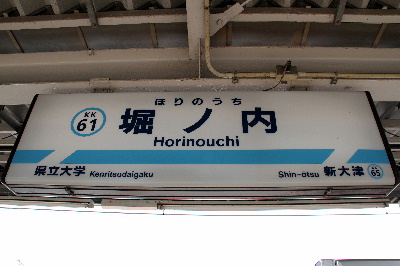 KK
61
ほりのうち
堀ノ内
Horinouchi
県立大学 Kenritsudaigaku
Shin-ōtsu 新大津
KK
65